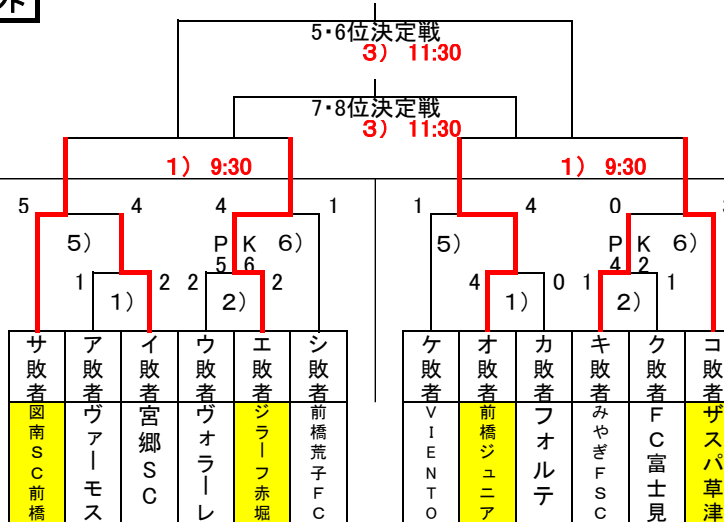 ド
5・6位決定戦
3） 11:30
7・8位決定戦
3） 11:30
1） 9:30
1） 9:30
5 4 4 1 1 4 0
5） PK 6） 5） PK 6）
5 6 4 2
1 2 2 2 4 0 1 1
1） 2） 1） 2）
サ敗者
ア敗者
イ敗者
ウ敗者
エ敗者
シ敗者
ケ敗者
オ敗者
カ敗者
キ敗者
ク敗者
コ敗者
図南SC前橋
ヴァーモス
宮郷SC
ヴォラーレ
ジラーフ赤堀
前橋荒子FC
VIENTO
前橋ジュニア
フォルテ
みやぎFSC
FC富士見
ザスパ草津